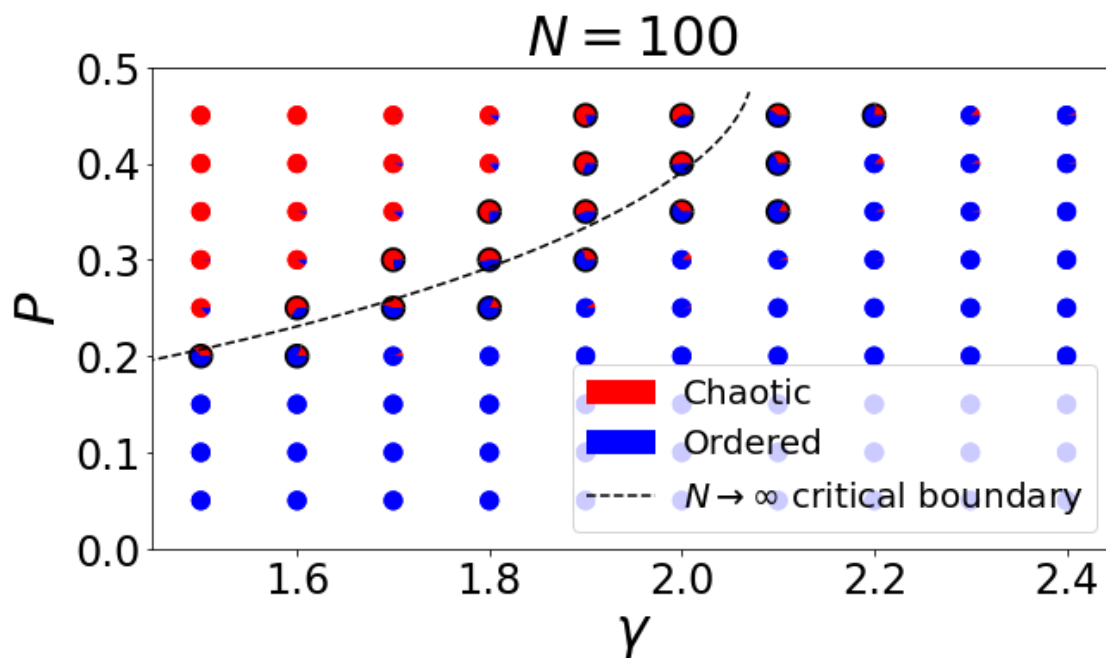 N = 100
P
0.5
0.4
0.3
0.2
0.1
0.0
Chaotic
Ordered
N → ∞ critical boundary
1.6 1.8 2.0 2.2 2.4
γ